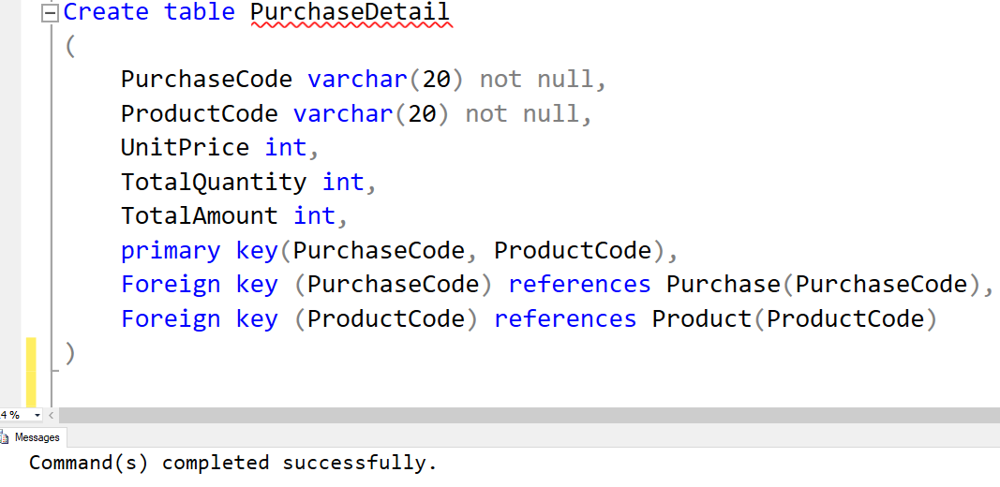 Create table PurchaseDetail
(
PurchaseCode varchar(20) not null,
ProductCode varchar(20) not null,
UnitPrice int,
TotalQuantity int,
TotalAmount int,
primary key(PurchaseCode, ProductCode),
Foreign key (PurchaseCode) references Purchase(PurchaseCode),
Foreign key (ProductCode) references Product(ProductCode)
)
4 %
Messages
Command(s) completed successfully.